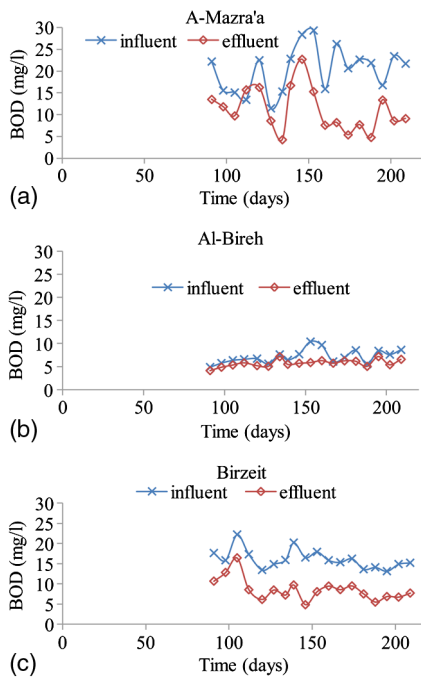 A-Mazra'a
influent effluent
BOD (mg/l)
30
25
20
15
10
5
0
0 50 100 150 200
Time (days)
(a)
Al-Bireh
influent effluent
BOD (mg/l)
30
25
20
15
10
5
0
0 50 100 150 200
Time (days)
(b)
Birzeit
influent effluent
BOD (mg/l)
30
25
20
15
10
5
0
0 50 100 150 200
Time (days)
(c)